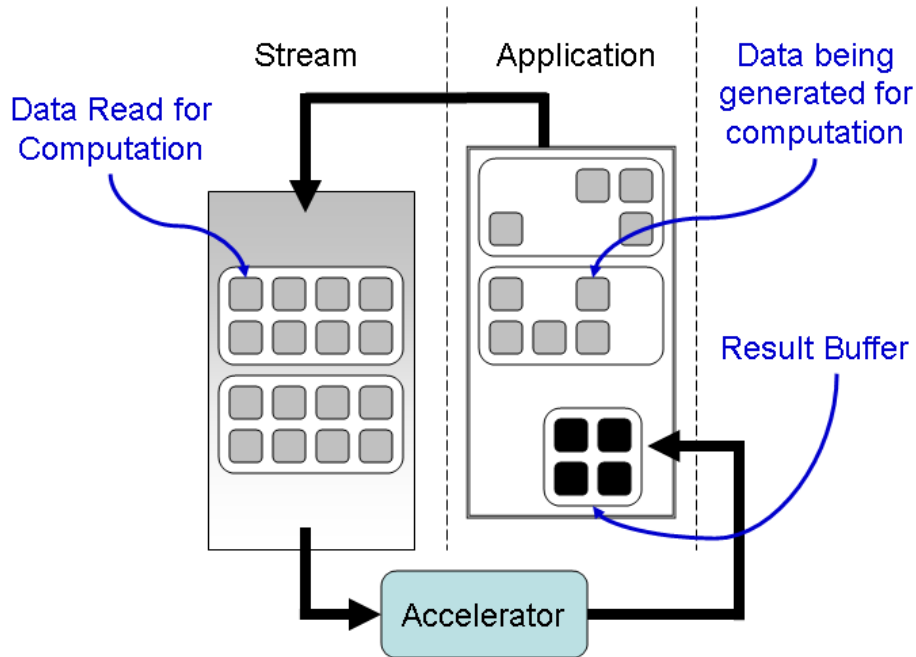 Stream
Application
Data being
generated for
computation
Data Read for
Computation
Result Buffer
Accelerator